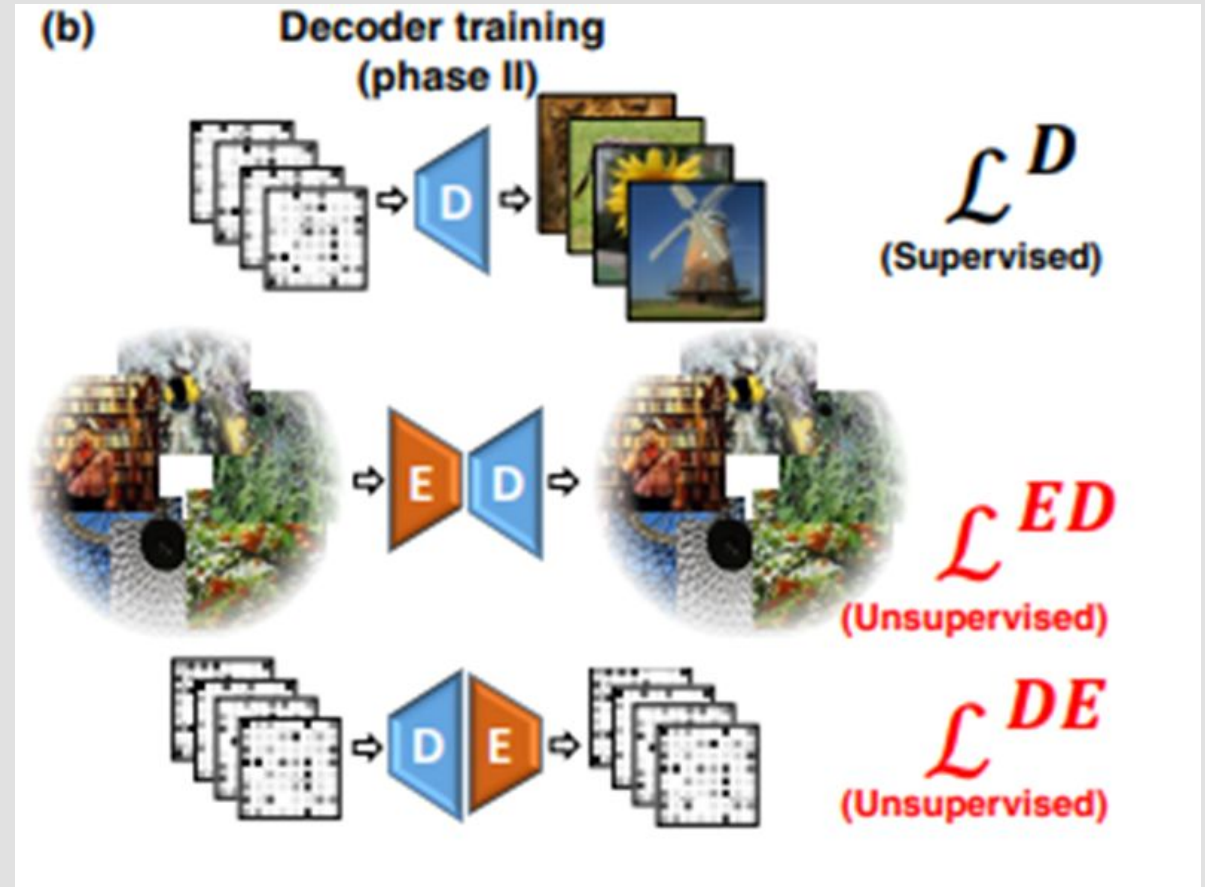 (b) Decoder training
(phase II)
D
ℒ^D
(Supervised)
E D
ℒ^ED
(Unsupervised)
D E
ℒ^DE
(Unsupervised)